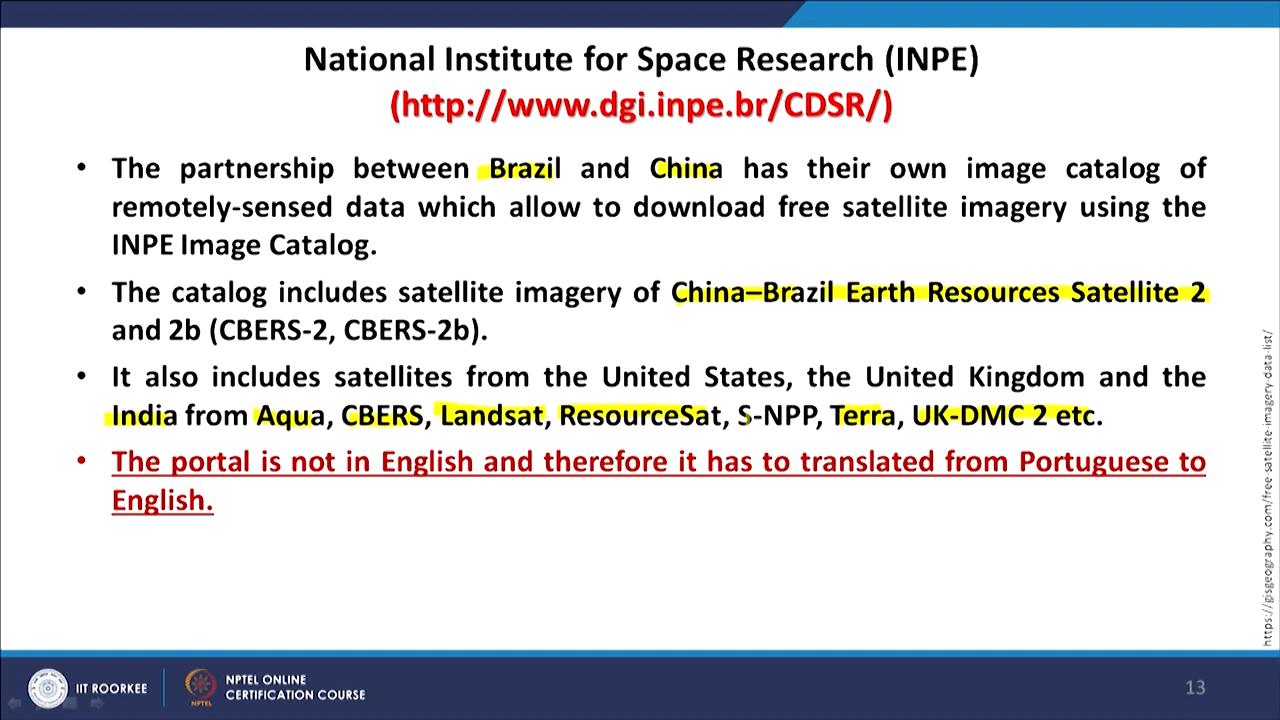 National Institute for Space Research (INPE)
(http://www.dgi.inpe.br/CDSR/)
• The partnership between Brazil and China has their own image catalog of
remotely-sensed data which allow to download free satellite imagery using the
INPE Image Catalog.
• The catalog includes satellite imagery of China–Brazil Earth Resources Satellite 2
and 2b (CBERS-2, CBERS-2b).
• It also includes satellites from the United States, the United Kingdom and the
India from Aqua, CBERS, Landsat, ResourceSat, S-NPP, Terra, UK-DMC 2 etc.
• The portal is not in English and therefore it has to translated from Portuguese to
English.
https://gisgeography.com/free-satellite-imagery-data-list/
IIT ROORKEE
NPTEL
NPTEL ONLINE
CERTIFICATION COURSE
13